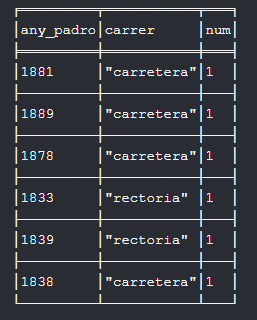 any_padro carrer num
1881 "carretera" 1
1889 "carretera" 1
1878 "carretera" 1
1833 "rectoria" 1
1839 "rectoria" 1
1838 "carretera" 1